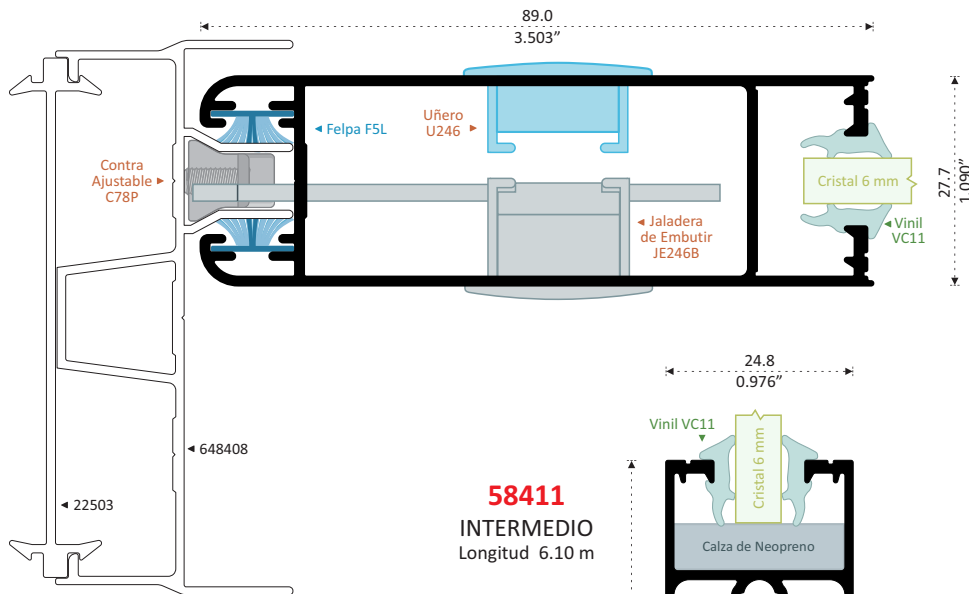 89.0
3.503”
Uñero
U246
Felpa F5L
Contra
Ajustable
C78P
Cristal 6 mm
27.7
1.090”
Jaladera
de Embutir
JE246B
Vinil
VC11
24.8
0.976”
Vinil VC11
Cristal 6 mm
648408
58411
INTERMEDIO
Longitud 6.10 m
22503
Calza de Neopreno